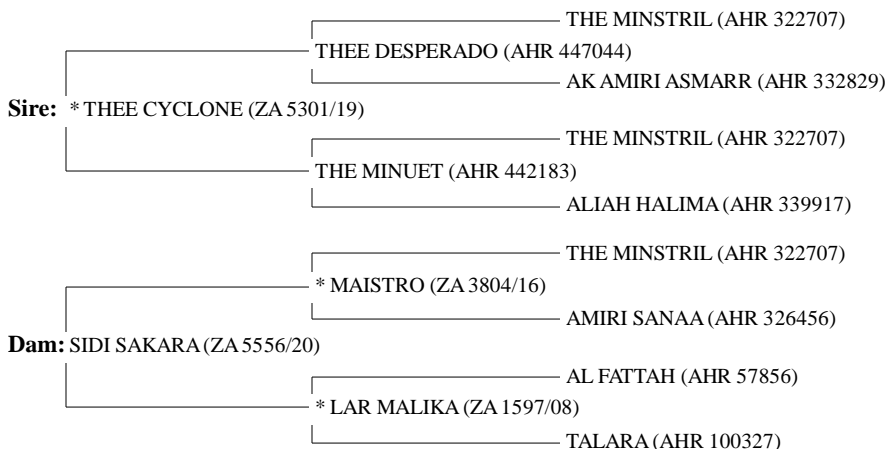 THE MINSTRIL (AHR 322707)
THEE DESPERADO (AHR 447044)
AK AMIRI ASMARR (AHR 332829)
Sire: * THEE CYCLONE (ZA 5301/19)
THE MINSTRIL (AHR 322707)
THE MINUET (AHR 442183)
ALIAH HALIMA (AHR 339917)
THE MINSTRIL (AHR 322707)
* MAISTRO (ZA 3804/16)
AMIRI SANAA (AHR 326456)
Dam: SIDI SAKARA (ZA 5556/20)
AL FATTAH (AHR 57856)
* LAR MALIKA (ZA 1597/08)
TALARA (AHR 100327)